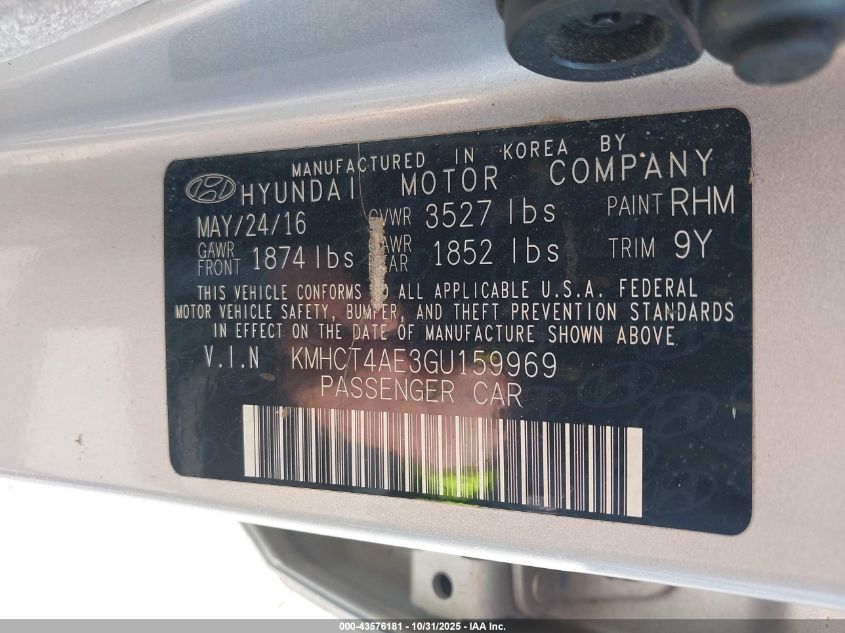 MANUFACTURED IN KOREA BY
HYUNDAI MOTOR COMPANY
MAY/24/16 GVWR 3527 lbs PAINT RHM
GAWR FRONT 1874 lbs 1852 lbs TRIM 9Y
THIS VEHICLE CONFORMS TO ALL APPLICABLE U.S.A. FEDERAL
MOTOR VEHICLE SAFETY, BUMPER, AND THEFT PREVENTION STANDARDS
IN EFFECT ON THE DATE OF MANUFACTURE SHOWN ABOVE
V.I.N KMHCT4AE3GU159969
PASSENGER CAR
000-43576181 - 10/31/2025 - IAA Inc.